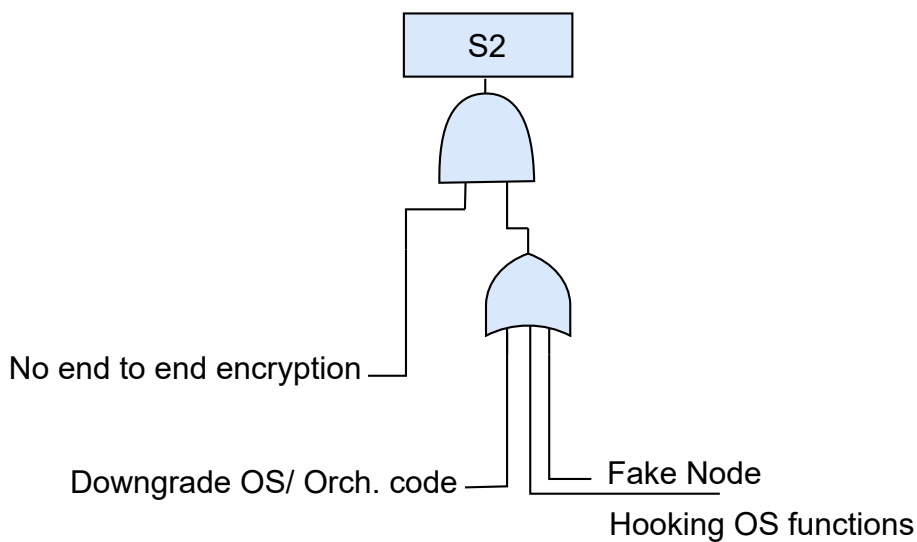 S2
No end to end encryption
Downgrade OS/ Orch. code
Fake Node
Hooking OS functions